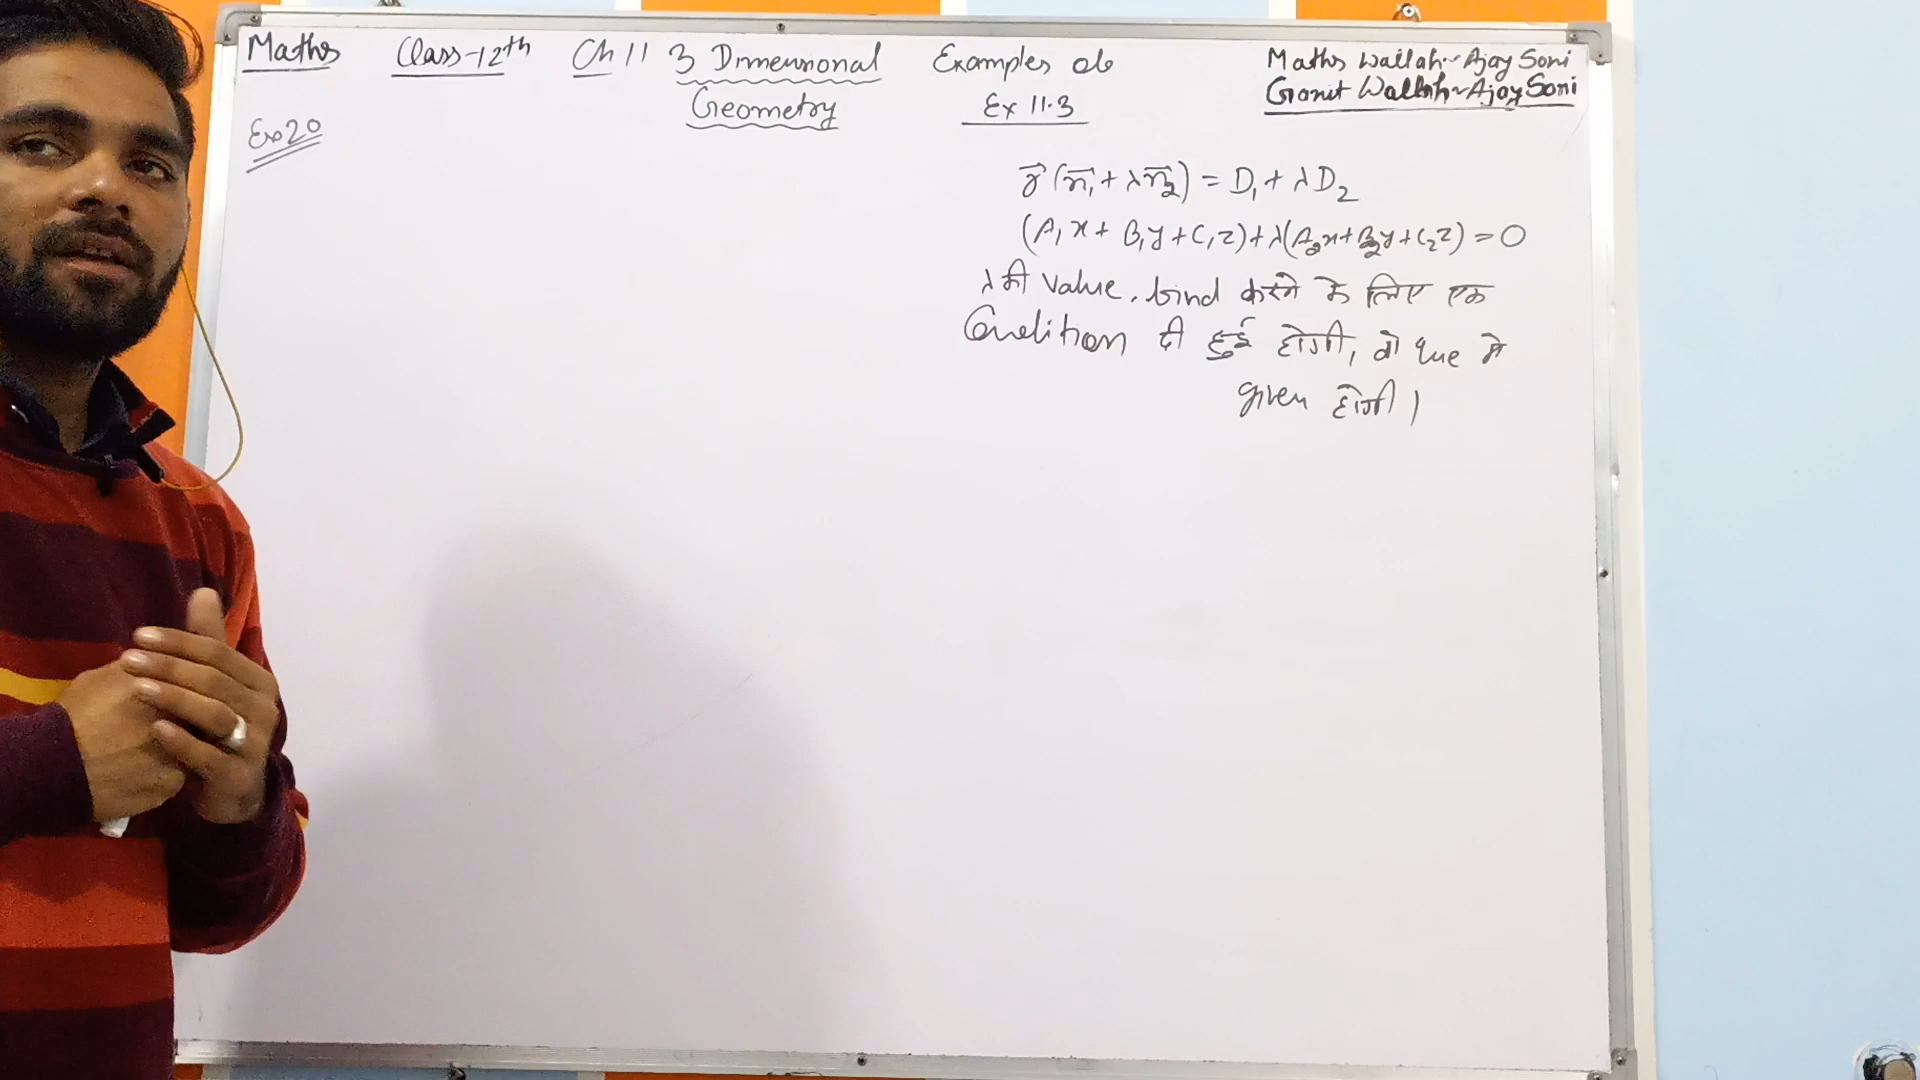 Maths Class-12th Ch 11 3 Dimensional Geometry Examples of Ex 11.3
Maths Wallah ~ Ajay Soni
Ganit Wallah ~ Ajay Soni
Ex 20
r⃗ (n⃗₁ + λn⃗₂) = D₁ + λD₂
(A₁x + B₁y + C₁z) + λ(A₂x + B₂y + C₂z) = 0
λ की value find करने के लिए एक
Condition दी हुई होगी, वो que मे
given होगी।